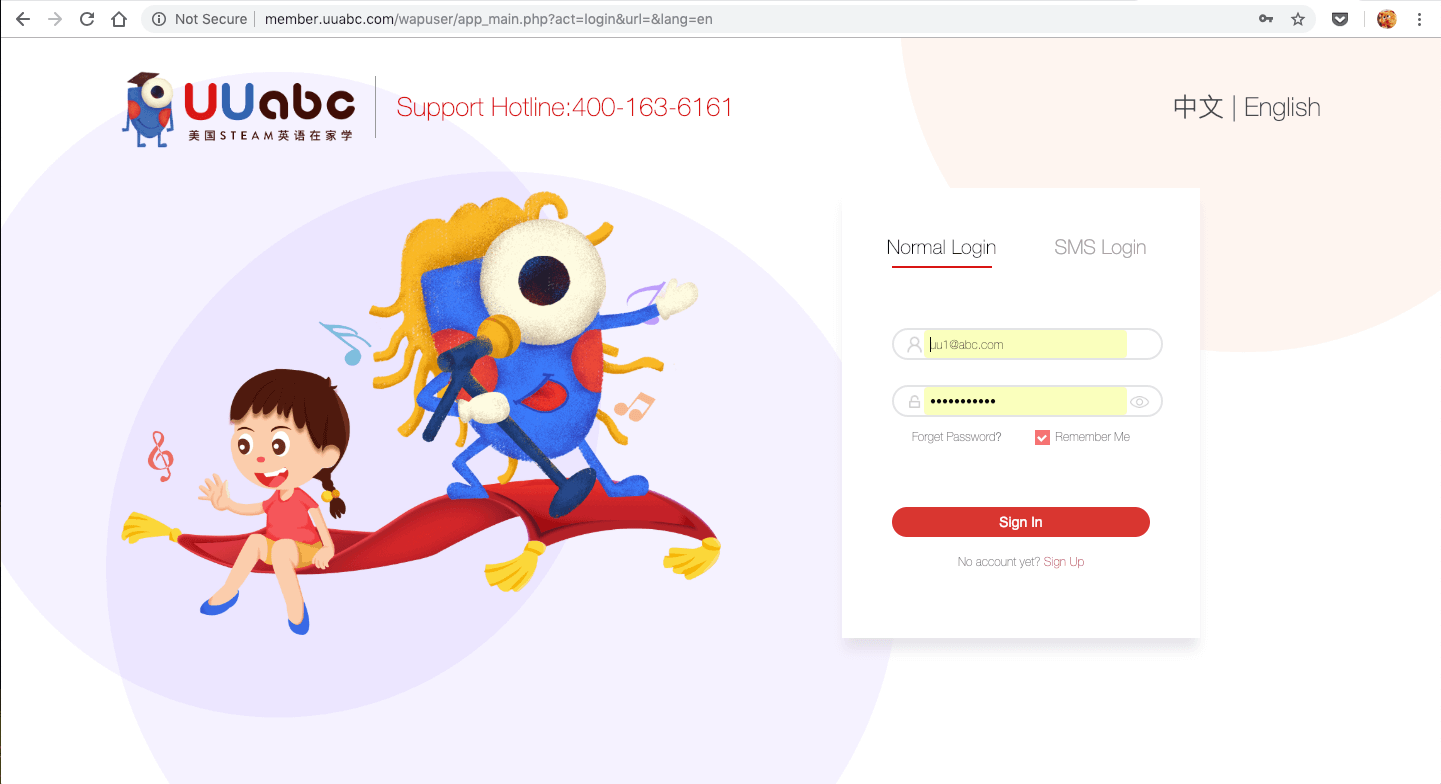 Not Secure | member.uuabc.com/wapuser/app_main.php?act=login&url=&lang=en
UUabc
美国STEAM英语在家学
Support Hotline:400-163-6161
中文 | English
Normal Login
SMS Login
uu1@abc.com
•••••••••••
Forget Password?
Remember Me
Sign In
No account yet? Sign Up